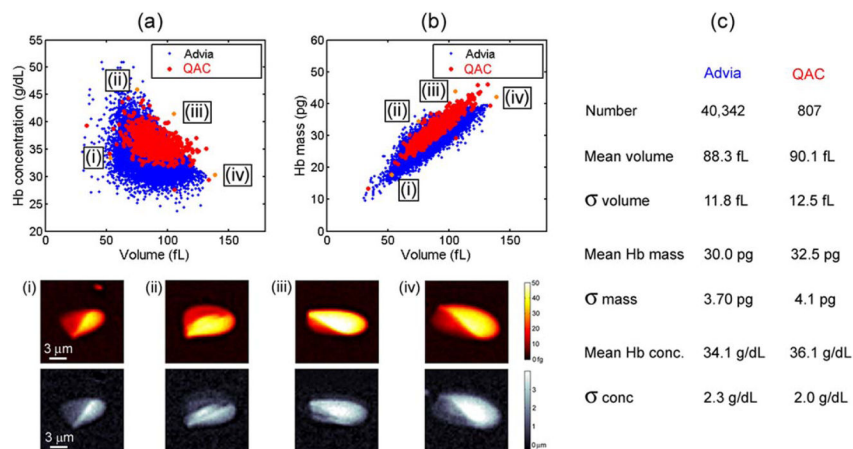 (a)
(b)
(c)
Hb concentration (g/dL)
55
50
45
40
35
30
25
20
0
50
100
150
Volume (fL)
Advia
QAC
(i)
(ii)
(iii)
(iv)
Hb mass (pg)
60
50
40
30
20
10
0
0
50
100
150
Volume (fL)
Advia
QAC
(i)
(ii)
(iii)
(iv)
Advia QAC
Number 40,342 807
Mean volume 88.3 fL 90.1 fL
σ volume 11.8 fL 12.5 fL
Mean Hb mass 30.0 pg 32.5 pg
σ mass 3.70 pg 4.1 pg
Mean Hb conc. 34.1 g/dL 36.1 g/dL
σ conc 2.3 g/dL 2.0 g/dL
(i)
(ii)
(iii)
(iv)
3 μm
50
40
30
20
10
0 fg
3 μm
3
2
1
0 μm